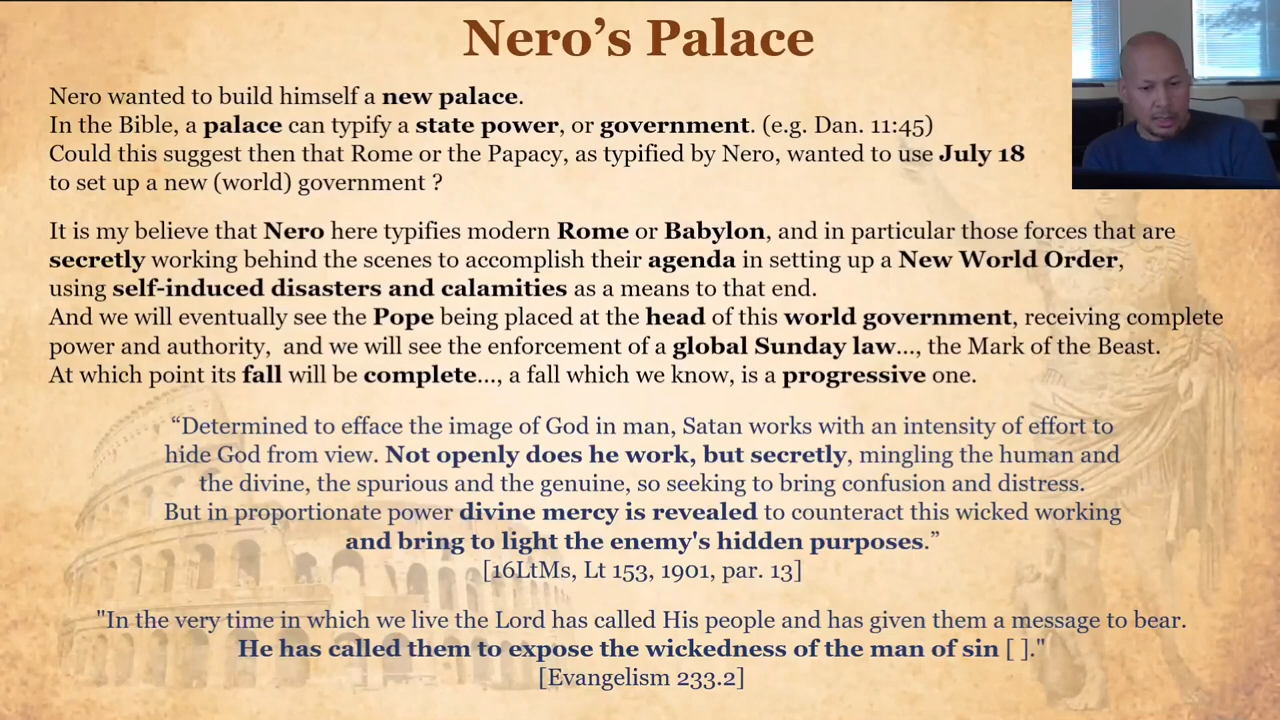 Nero’s Palace
Nero wanted to build himself a new palace.
In the Bible, a palace can typify a state power, or government. (e.g. Dan. 11:45)
Could this suggest then that Rome or the Papacy, as typified by Nero, wanted to use July 18
to set up a new (world) government ?
It is my believe that Nero here typifies modern Rome or Babylon, and in particular those forces that are
secretly working behind the scenes to accomplish their agenda in setting up a New World Order,
using self-induced disasters and calamities as a means to that end.
And we will eventually see the Pope being placed at the head of this world government, receiving complete
power and authority,  and we will see the enforcement of a global Sunday law…, the Mark of the Beast.
At which point its fall will be complete…, a fall which we know, is a progressive one.
“Determined to efface the image of God in man, Satan works with an intensity of effort to
hide God from view. Not openly does he work, but secretly, mingling the human and
the divine, the spurious and the genuine, so seeking to bring confusion and distress.
But in proportionate power divine mercy is revealed to counteract this wicked working
and bring to light the enemy's hidden purposes.”
[16LtMs, Lt 153, 1901, par. 13]
"In the very time in which we live the Lord has called His people and has given them a message to bear.
He has called them to expose the wickedness of the man of sin [ ]."
[Evangelism 233.2]